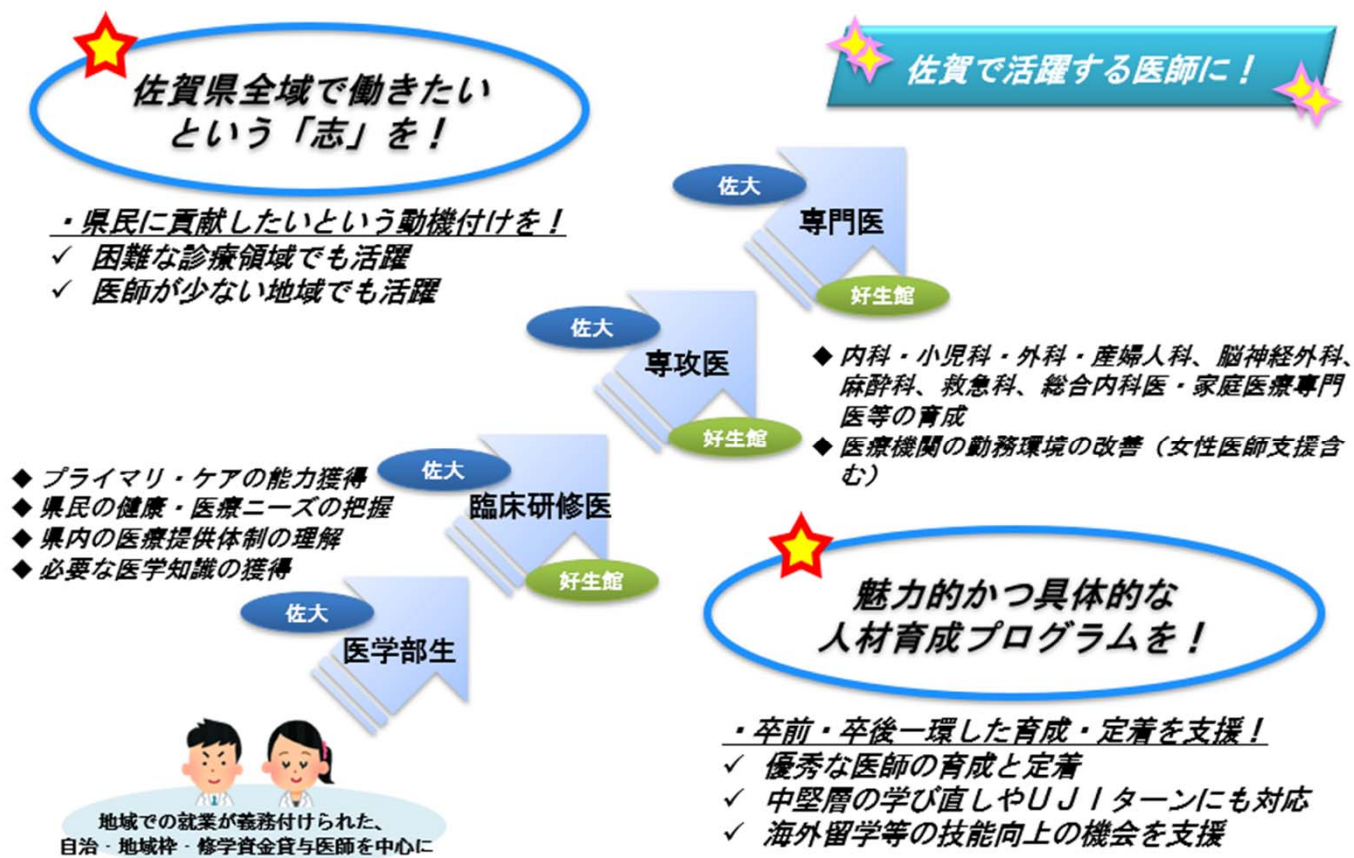 佐賀県全域で働きたい
という「志」を！
佐賀で活躍する医師に！
・県民に貢献したいという動機付けを！
✓ 困難な診療領域でも活躍
✓ 医師が少ない地域でも活躍
佐大
専門医
好生館
佐大
専攻医
好生館
◆ 内科・小児科・外科・産婦人科、脳神経外科、
麻酔科、救急科、総合内科医・家庭医療専門
医等の育成
◆ 医療機関の勤務環境の改善（女性医師支援含
む）
佐大
臨床研修医
好生館
◆ プライマリ・ケアの能力獲得
◆ 県民の健康・医療ニーズの把握
◆ 県内の医療提供体制の理解
◆ 必要な医学知識の獲得
佐大
医学部生
地域での就業が義務付けられた、
自治・地域枠・修学資金貸与医師を中心に
魅力的かつ具体的な
人材育成プログラムを！
・卒前・卒後一環した育成・定着を支援！
✓ 優秀な医師の育成と定着
✓ 中堅層の学び直しやＵＪＩターンにも対応
✓ 海外留学等の技能向上の機会を支援